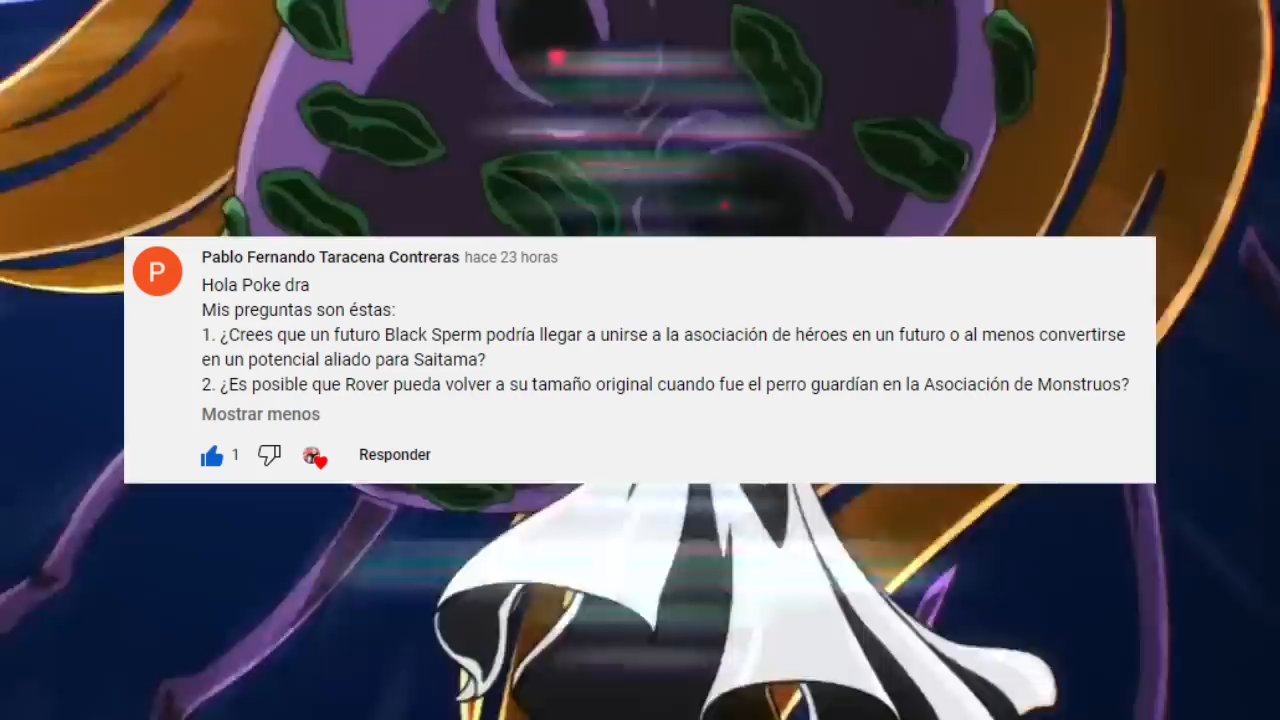 P
Pablo Fernando Taracena Contreras hace 23 horas
Hola Poke dra
Mis preguntas son éstas:
1. ¿Crees que un futuro Black Sperm podría llegar a unirse a la asociación de héroes en un futuro o al menos convertirse
en un potencial aliado para Saitama?
2. ¿Es posible que Rover pueda volver a su tamaño original cuando fue el perro guardían en la Asociación de Monstruos?
Mostrar menos
1 Responder